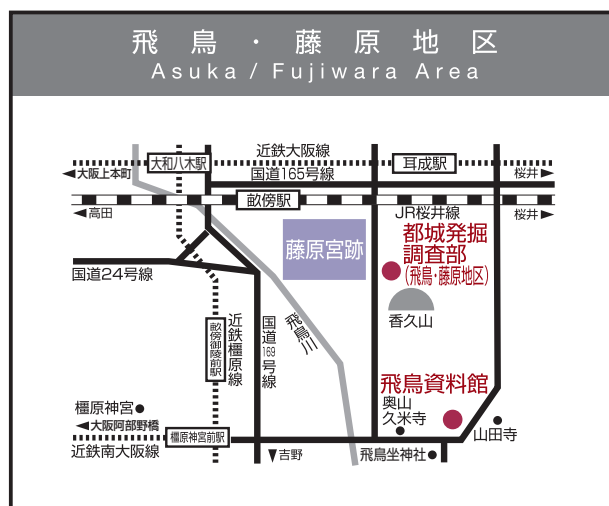 飛鳥・藤原地区
Asuka / Fujiwara Area
近鉄大阪線
大和八木駅
耳成駅
大阪上本町
国道165号線
桜井
畝傍駅
高田
JR桜井線
桜井
藤原宮跡
都城発掘
調査部
(飛鳥・藤原地区)
国道24号線
香久山
飛鳥川
国道169号線
近鉄橿原線
畝傍御陵前駅
飛鳥資料館
橿原神宮
奥山
久米寺
大阪阿部野橋
橿原神宮前駅
山田寺
近鉄南大阪線
吉野
飛鳥坐神社